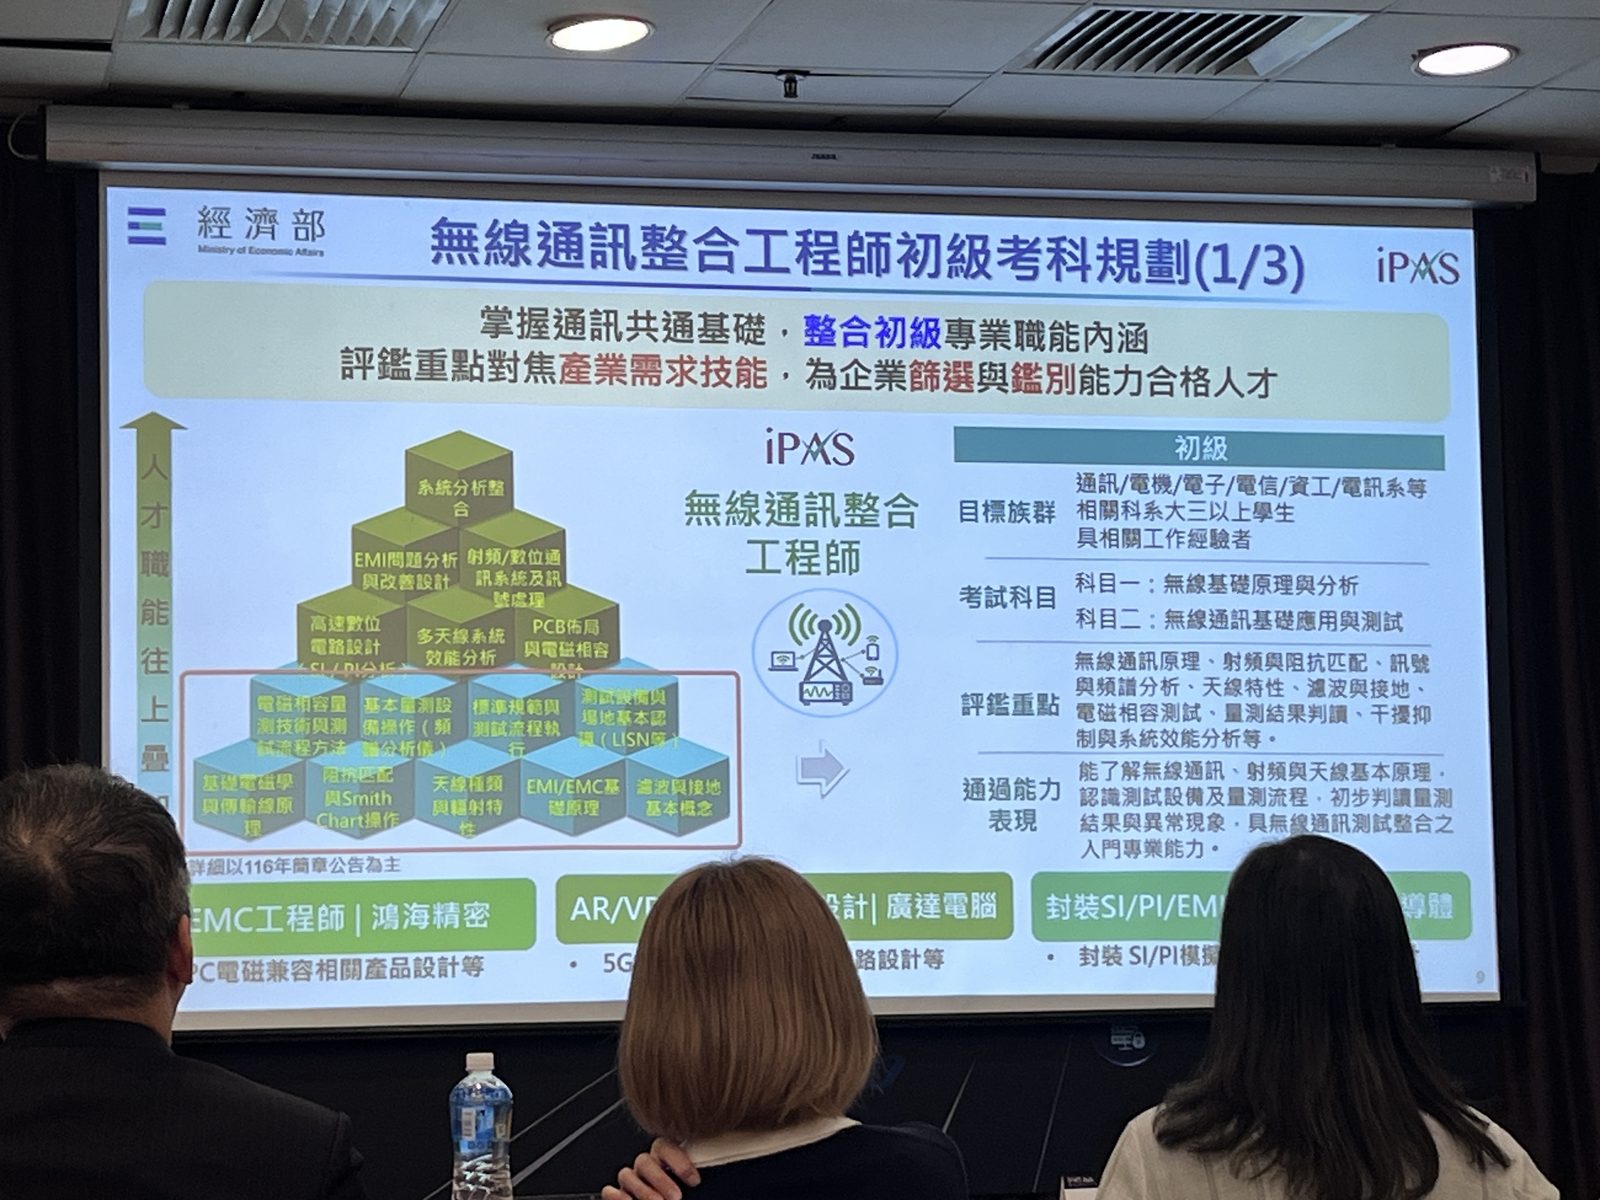 經濟部
Ministry of Economic Affairs
無線通訊整合工程師初級考科規劃(1/3)
iPAS
掌握通訊共通基礎，整合初級專業職能內涵
評鑑重點對焦產業需求技能，為企業篩選與鑑別能力合格人才
人才職能往上疊
系統分析整
合
EMI問題分析
與改善設計
射頻/數位通
訊系統及訊
號處理
高速數位
電路設計
（SI / PI分析）
多天線系統
效能分析
PCB佈局
與電磁相容
設計
電磁相容量
測技術與測
試流程方法
基本量測設
備操作（頻
譜分析儀）
標準規範與
測試流程執
行
測試設備與
場地基本認
識（LISN等）
基礎電磁學
與傳輸線原
理
阻抗匹配
與Smith
Chart操作
天線種類
與輻射特
性
EMI/EMC基
礎原理
濾波與接地
基本概念
詳細以116年簡章公告為主
iPAS
無線通訊整合
工程師
初級
目標族群
通訊/電機/電子/電信/資工/電訊系等
相關科系大三以上學生
具相關工作經驗者
考試科目
科目一：無線基礎原理與分析
科目二：無線通訊基礎應用與測試
評鑑重點
無線通訊原理、射頻與阻抗匹配、訊號
與頻譜分析、天線特性、濾波與接地、
電磁相容測試、量測結果判讀、干擾抑
制與系統效能分析等。
通過能力
表現
能了解無線通訊、射頻與天線基本原理，
認識測試設備及量測流程，初步判讀量測
結果與異常現象，具無線通訊測試整合之
入門專業能力。
EMC工程師 | 鴻海精密
PC電磁兼容相關產品設計等
AR/V
設計| 廣達電腦
• 5G
路設計等
封裝SI/PI/EMI
導體
• 封裝 SI/PI模擬
9